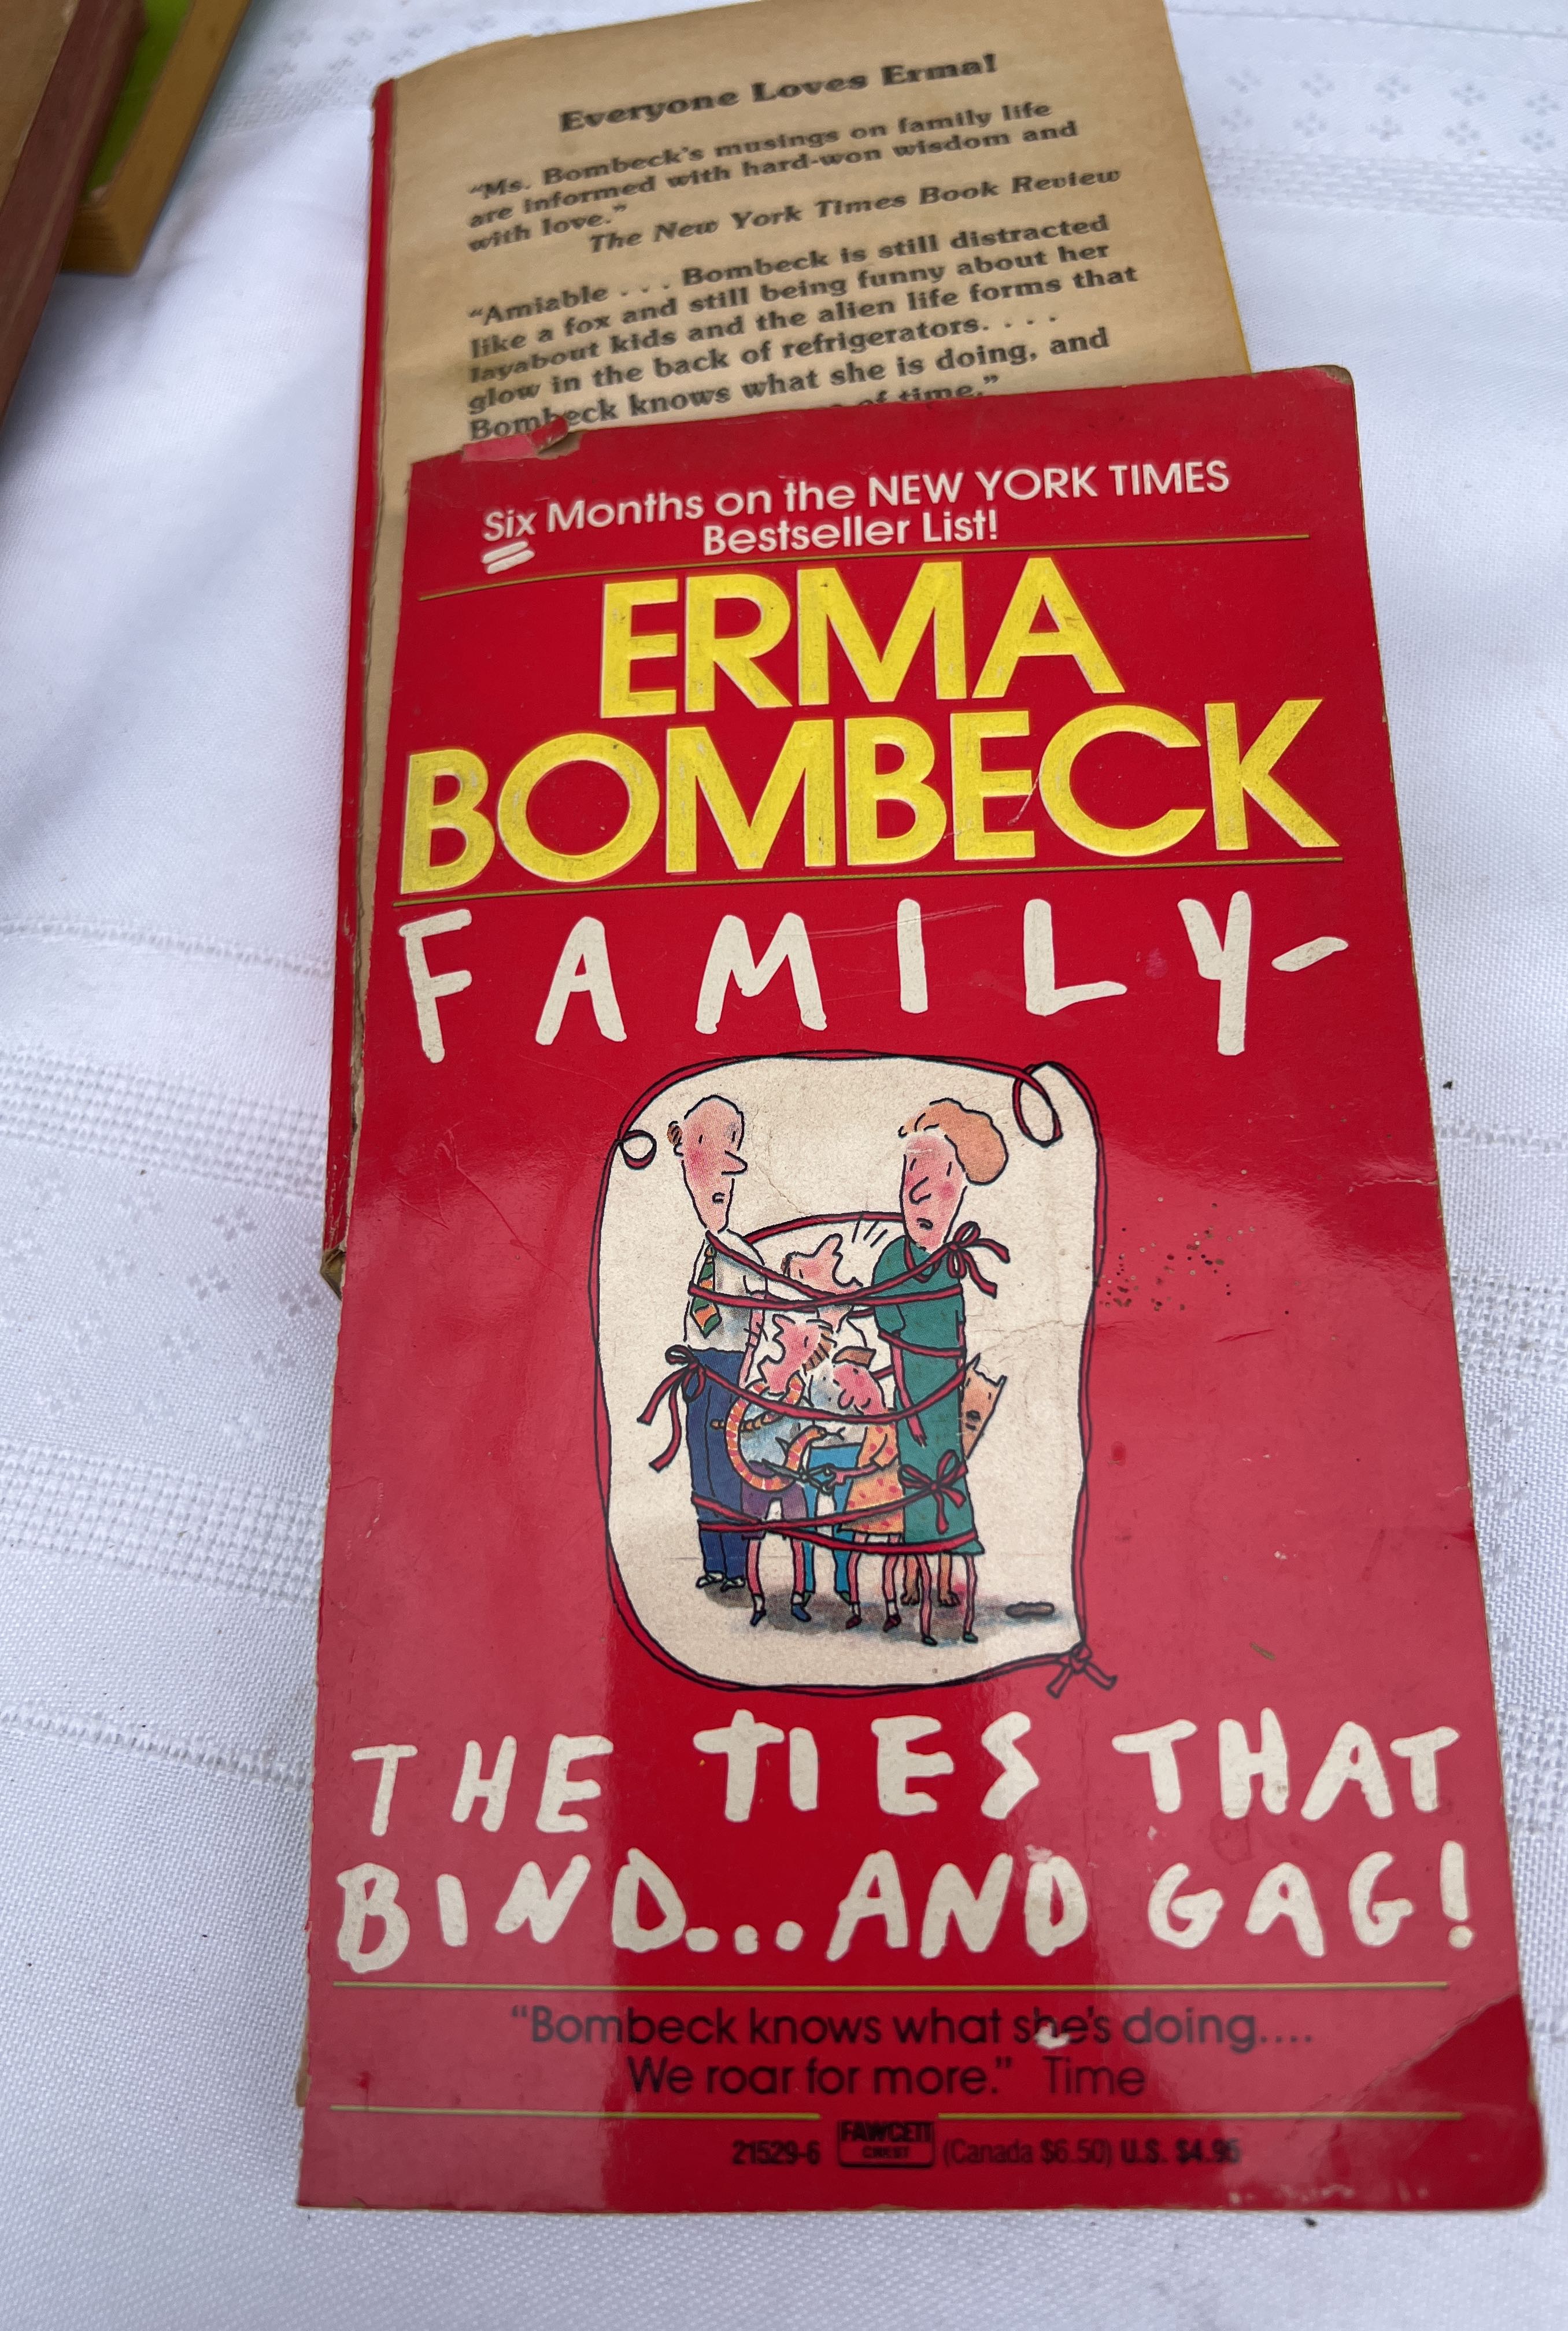 Everyone Loves Erma!
“Ms. Bombeck’s musings on family life
are informed with hard-won wisdom and
with love.”
The New York Times Book Review
“Amiable . . . Bombeck is still distracted
like a fox and still being funny about her
layabout kids and the alien life forms that
glow in the back of refrigerators. . . .
Bombeck knows what she is doing, and
of time.”
Six Months on the NEW YORK TIMES
Bestseller List!
ERMA
BOMBECK
FAMILY-
THE TIES THAT
BIND...AND GAG!
“Bombeck knows what she’s doing....
We roar for more.” Time
21529-6 FAWCETT CREST (Canada $6.50) U.S. $4.95